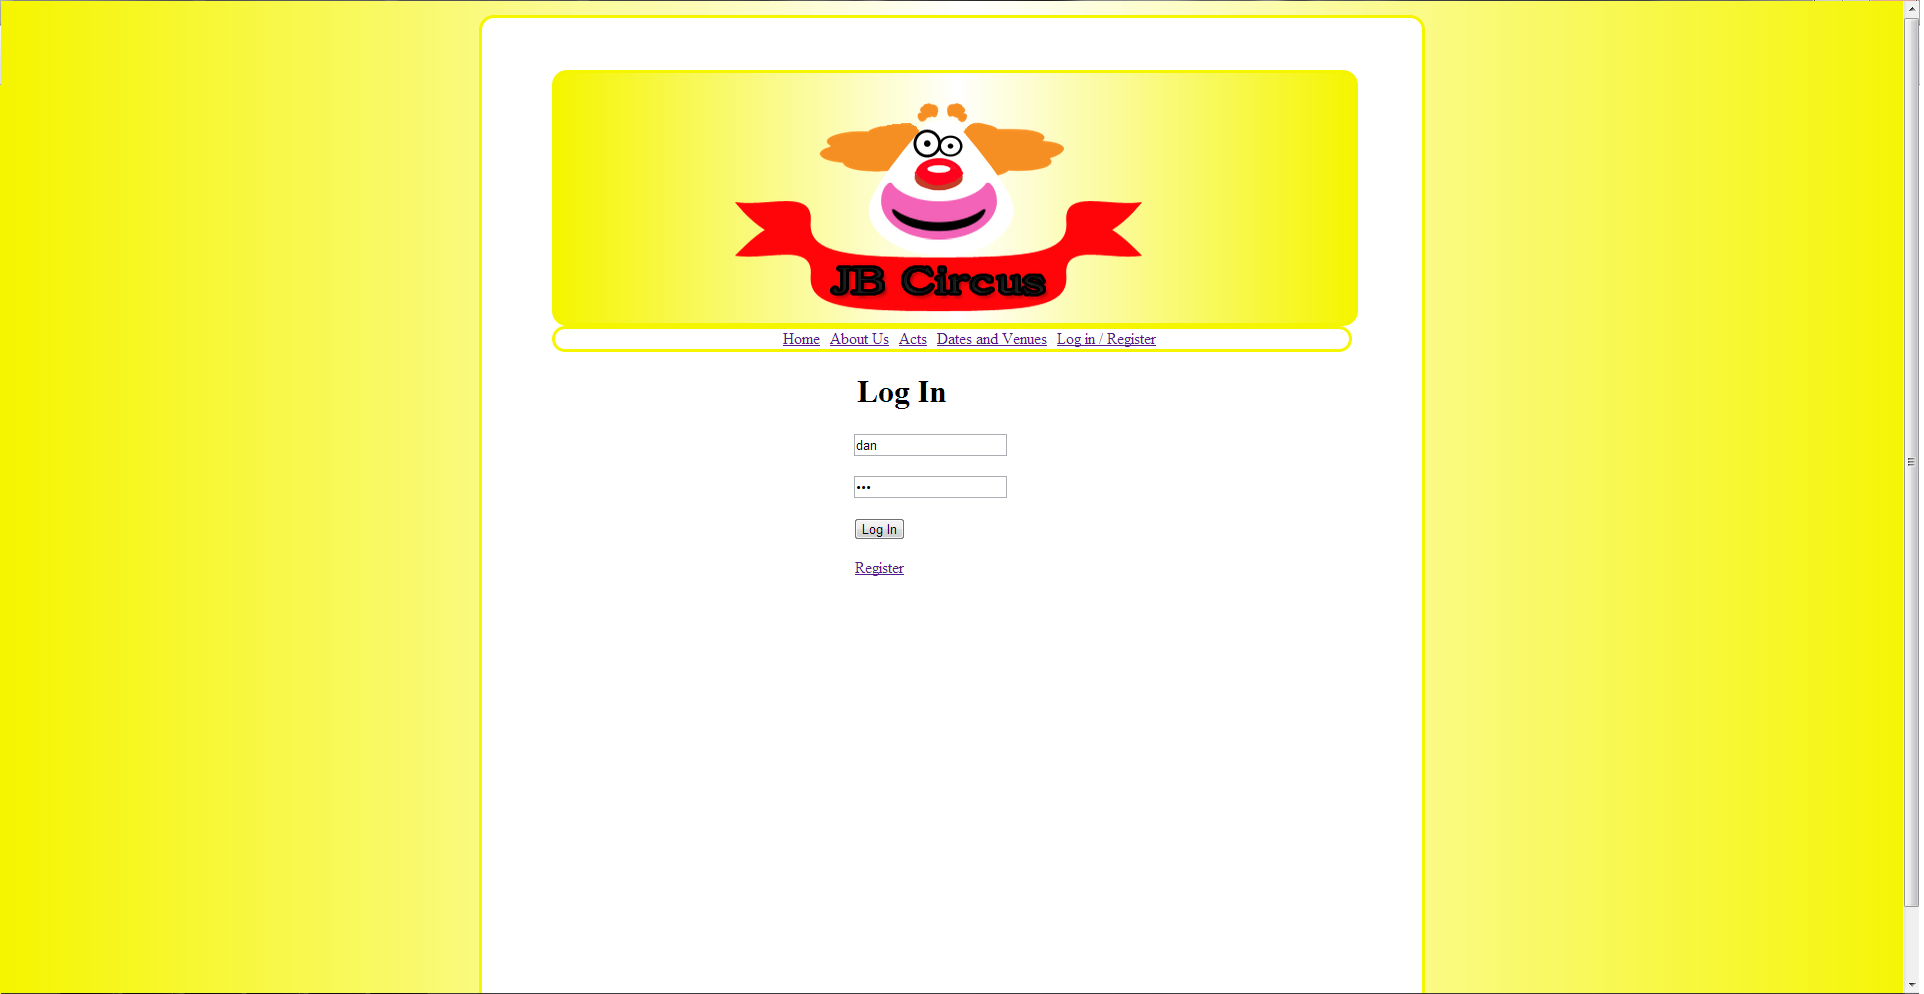 JB Circus
Home About Us Acts Dates and Venues Log in / Register
Log In
dan
•••
Log In
Register